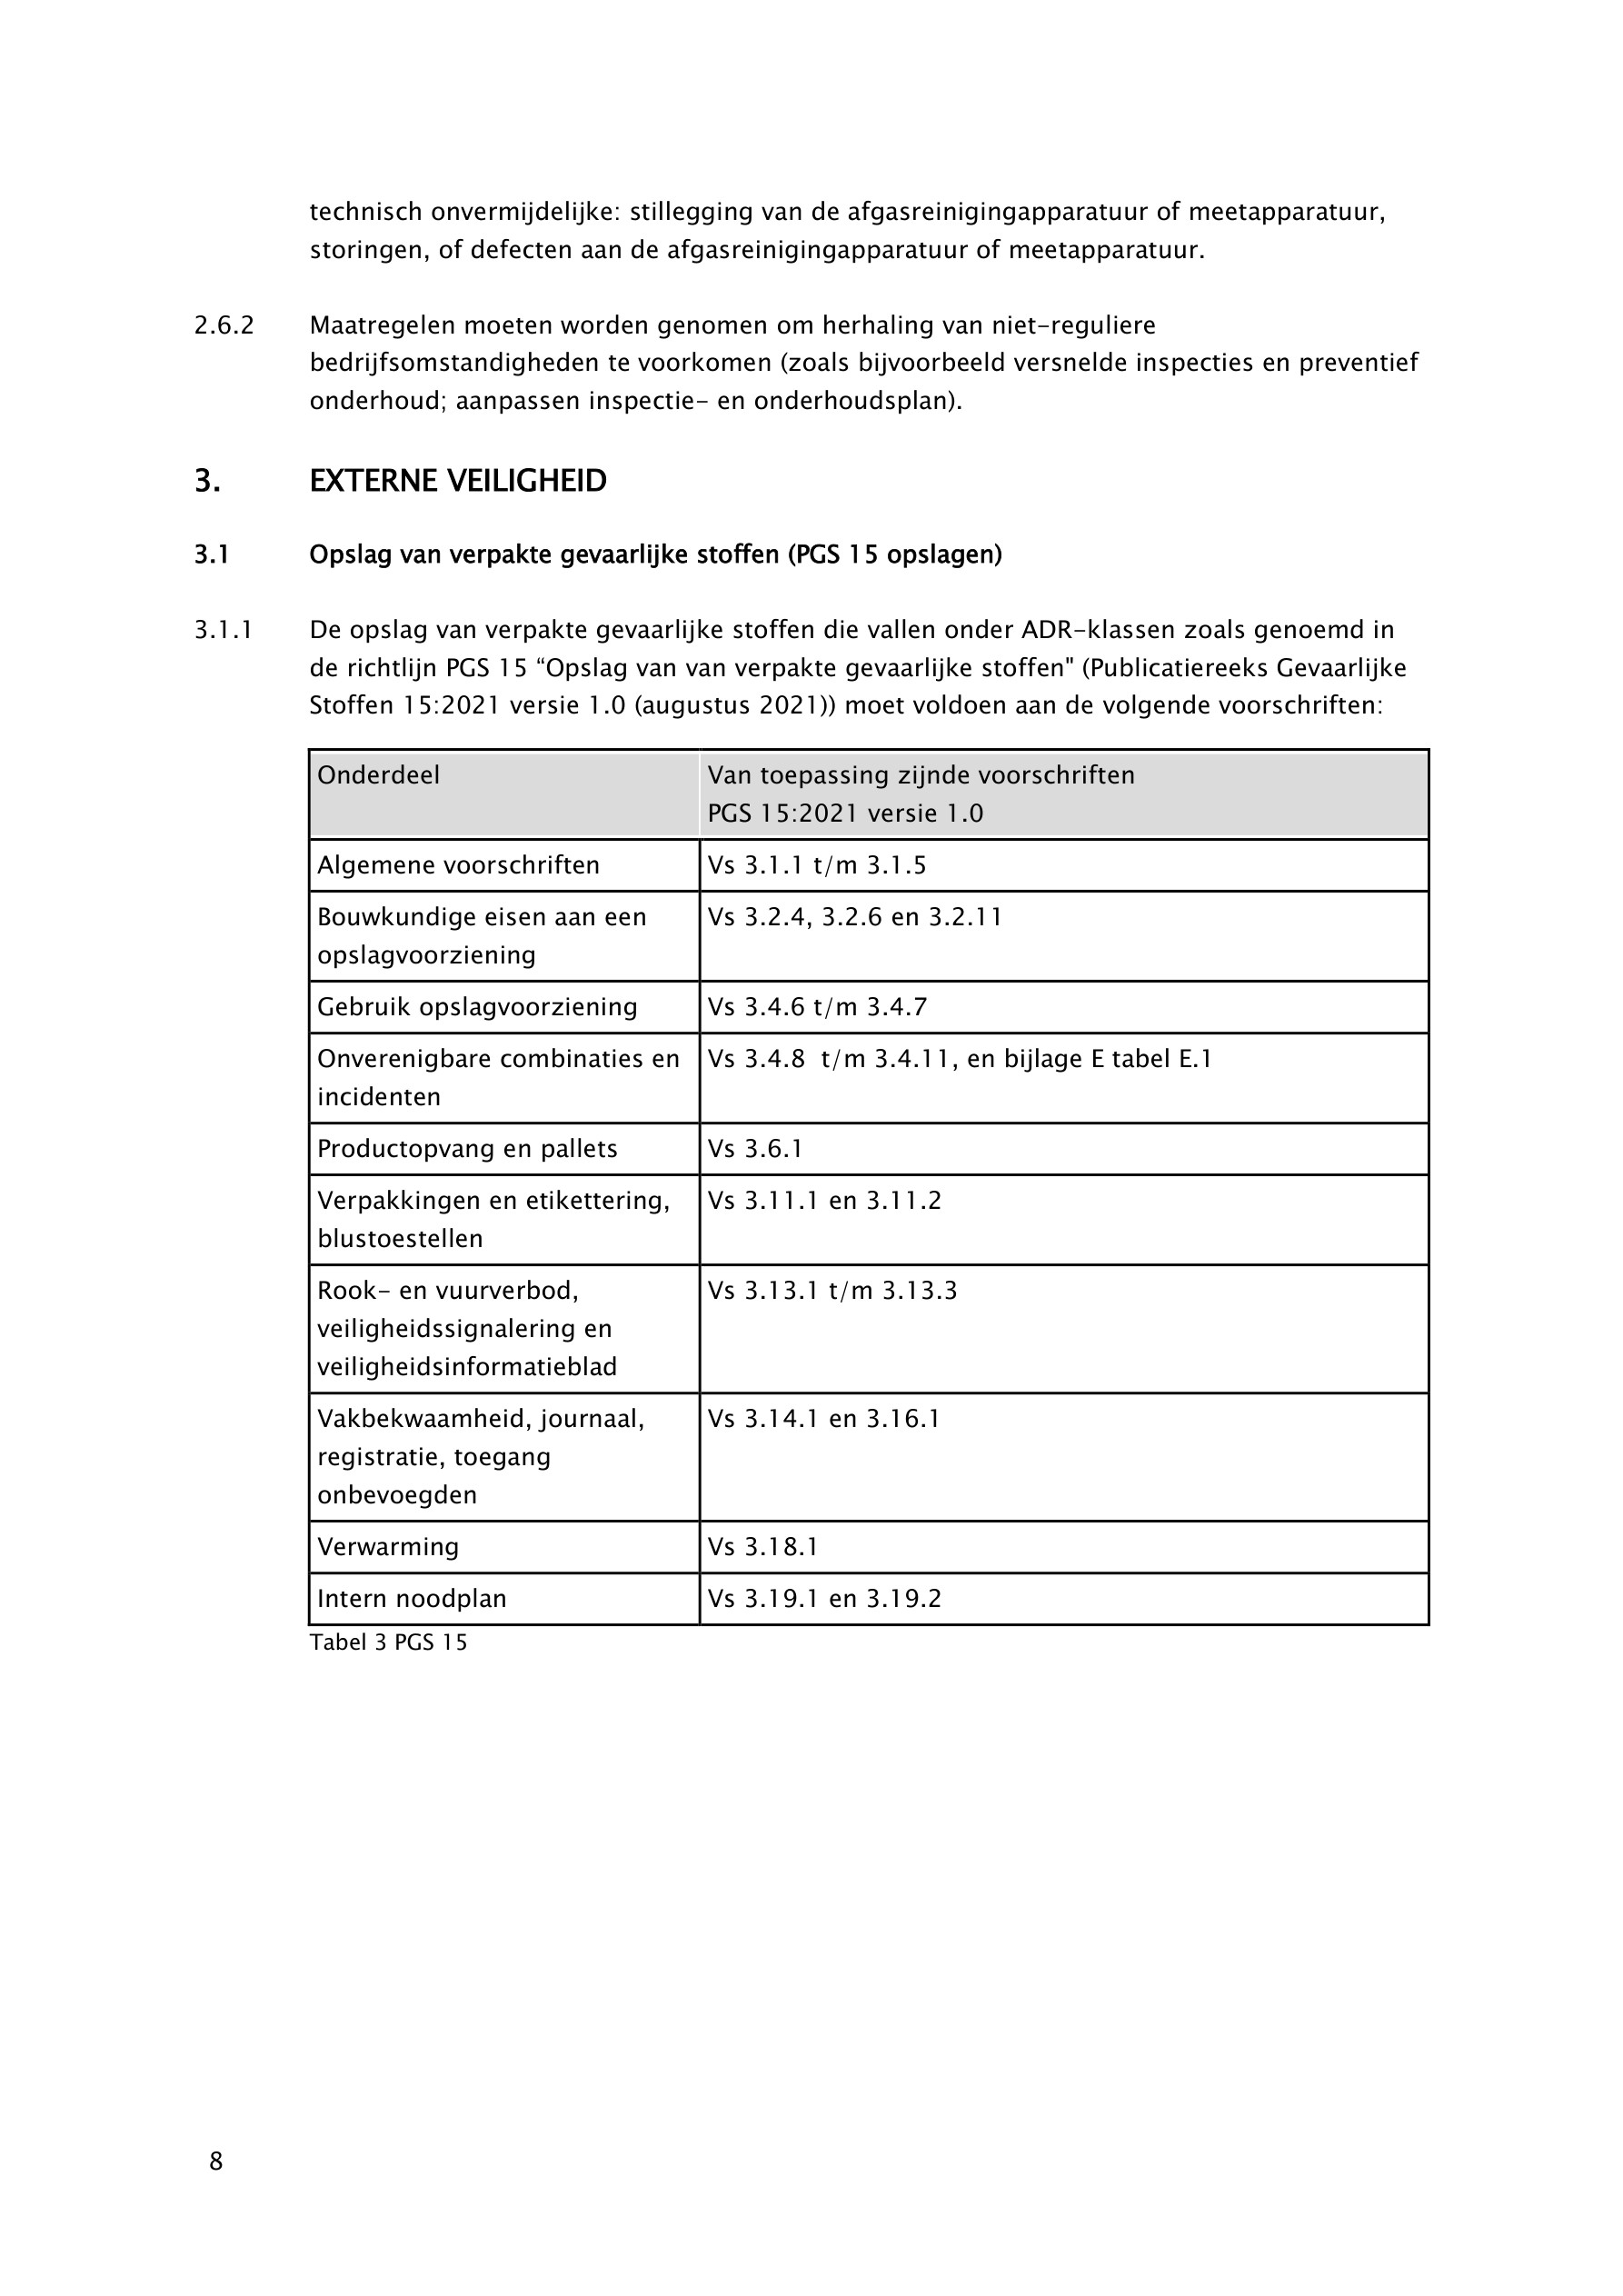 technisch onvermijdelijke: stillegging van de afgasreinigingapparatuur of meetapparatuur,
storingen, of defecten aan de afgasreinigingapparatuur of meetapparatuur.
2.6.2 Maatregelen moeten worden genomen om herhaling van niet-reguliere
bedrijfsomstandigheden te voorkomen (zoals bijvoorbeeld versnelde inspecties en preventief
onderhoud; aanpassen inspectie- en onderhoudsplan).
3. EXTERNE VEILIGHEID
3.1 Opslag van verpakte gevaarlijke stoffen (PGS 15 opslagen)
3.1.1 De opslag van verpakte gevaarlijke stoffen die vallen onder ADR-klassen zoals genoemd in
de richtlijn PGS 15 “Opslag van van verpakte gevaarlijke stoffen" (Publicatiereeks Gevaarlijke
Stoffen 15:2021 versie 1.0 (augustus 2021)) moet voldoen aan de volgende voorschriften:
Onderdeel Van toepassing zijnde voorschriften
PGS 15:2021 versie 1.0
Algemene voorschriften Vs 3.1.1 t/m 3.1.5
Bouwkundige eisen aan een Vs 3.2.4, 3.2.6 en 3.2.11
opslagvoorziening
Gebruik opslagvoorziening Vs 3.4.6 t/m 3.4.7
Onverenigbare combinaties en Vs 3.4.8 t/m 3.4.11, en bijlage E tabel E.1
incidenten
Productopvang en pallets Vs 3.6.1
Verpakkingen en etikettering, Vs 3.11.1 en 3.11.2
blustoestellen
Rook- en vuurverbod, Vs 3.13.1 t/m 3.13.3
veiligheidssignalering en
veiligheidsinformatieblad
Vakbekwaamheid, journaal, Vs 3.14.1 en 3.16.1
registratie, toegang
onbevoegden
Verwarming Vs 3.18.1
Intern noodplan Vs 3.19.1 en 3.19.2
Tabel 3 PGS 15
8